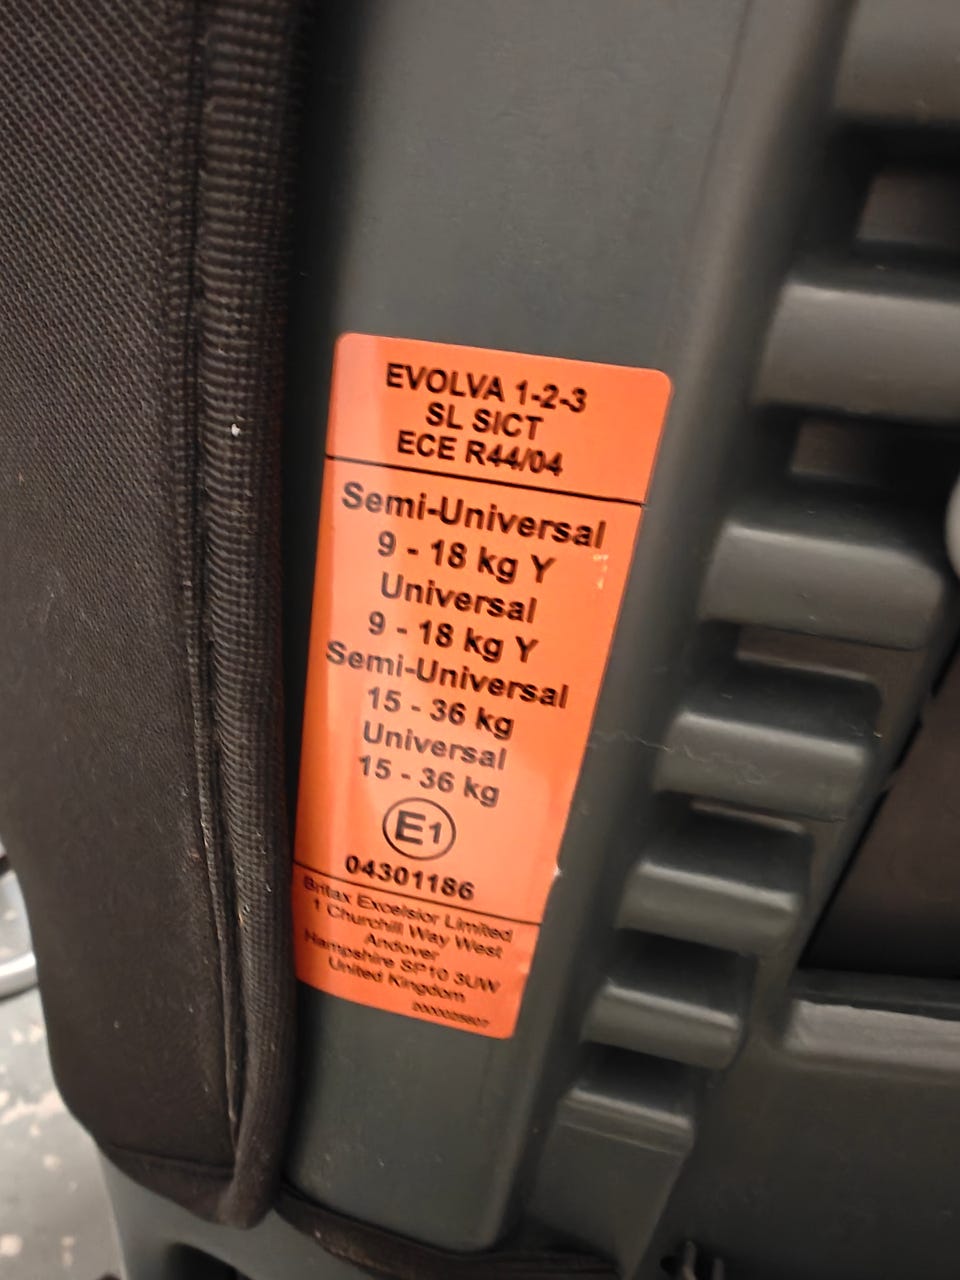 EVOLVA 1-2-3
SL SICT
ECE R44/04
Semi-Universal
9 - 18 kg Y
Universal
9 - 18 kg Y
Semi-Universal
15 - 36 kg
Universal
15 - 36 kg
E1
04301186
Britax Excelsior Limited
1 Churchill Way West
Andover
Hampshire SP10 3UW
United Kingdom
2000025807